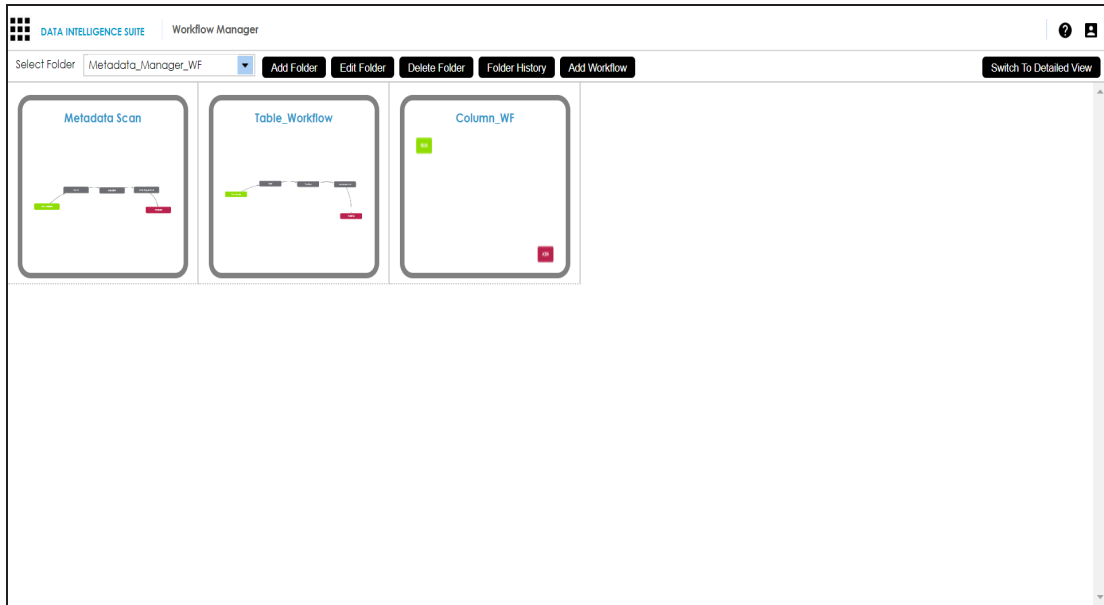 DATA INTELLIGENCE SUITE
Workflow Manager
Select Folder
Metadata_Manager_WF
Add Folder
Edit Folder
Delete Folder
Folder History
Add Workflow
Switch To Detailed View
Metadata Scan
Table_Workflow
Column_WF